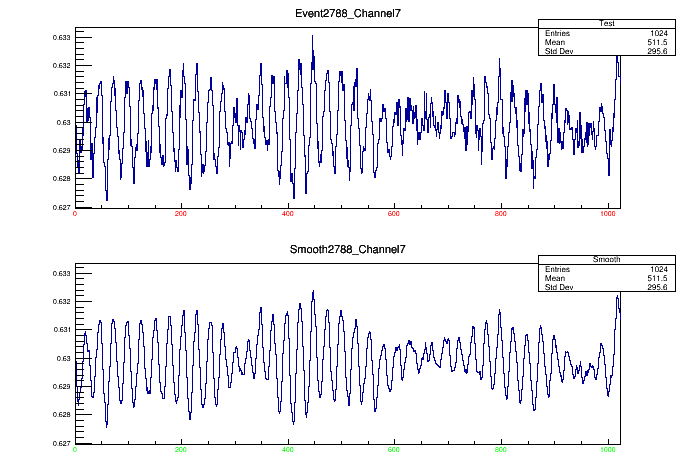 Event2788_Channel7
Test
Entries 1024
Mean 511.5
Std Dev 295.6
0.633
0.632
0.631
0.63
0.629
0.628
0.627
0 200 400 600 800 1000
Smooth2788_Channel7
Smooth
Entries 1024
Mean 511.5
Std Dev 295.6
0.633
0.632
0.631
0.63
0.629
0.628
0.627
0 200 400 600 800 1000